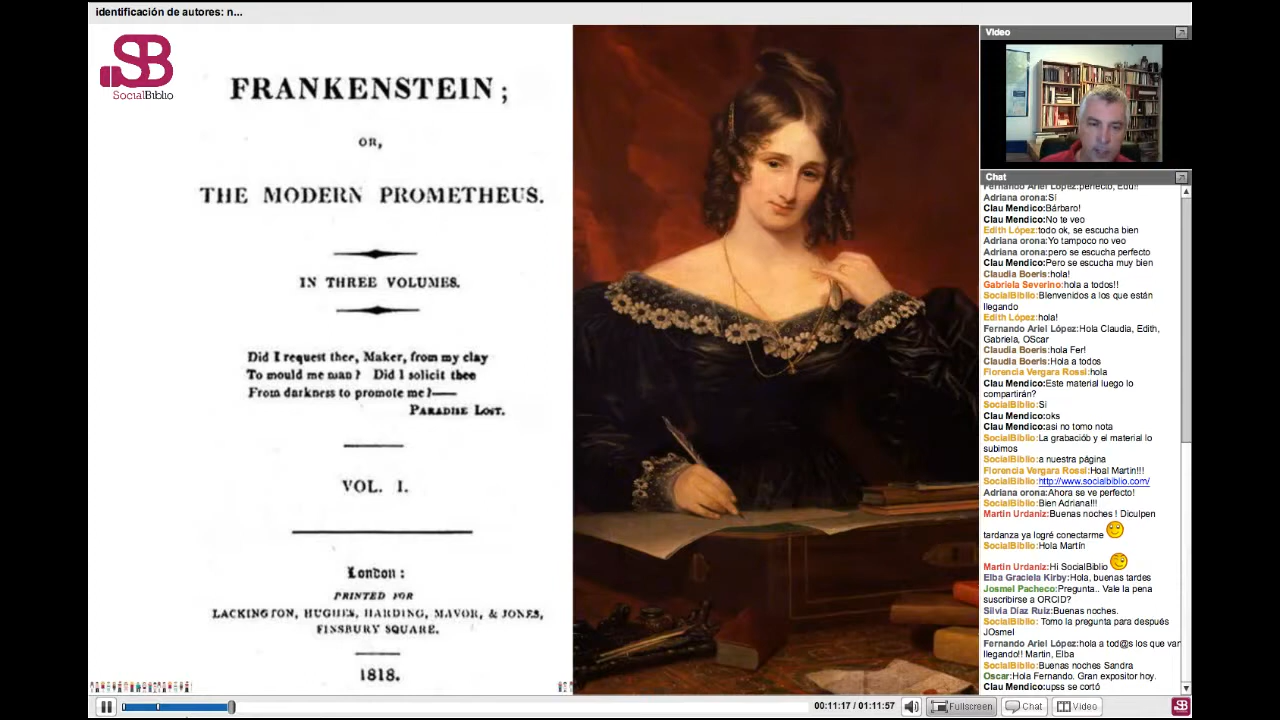 identificación de autores: n...
SB
SocialBiblio
FRANKENSTEIN;
OR,
THE MODERN PROMETHEUS.
IN THREE VOLUMES.
Did I request thee, Maker, from my clay
To mould me man? Did I solicit thee
From darkness to promote me?—
PARADISE LOST.
VOL. I.
London:
PRINTED FOR
LACKINGTON, HUGHES, HARDING, MAVOR, & JONES,
FINSBURY SQUARE.
1818.
Video
Chat
Fernando Ariel López:perfecto, Edu!!
Adriana orona:Sí
Clau Mendico:Bárbaro!
Clau Mendico:No te veo
Edith López:todo ok, se escucha bien
Adriana orona:Yo tampoco no veo
Adriana orona:pero se escucha perfecto
Clau Mendico:Pero se escucha muy bien
Claudia Boeris:hola!
Gabriela Severino:hola a todos!!
SocialBiblio:BIenvenidos a los que están
llegando
Edith López:hola!
Fernando Ariel López:Hola Claudia, Edith,
Gabriela, OScar
Claudia Boeris:hola Fer!
Claudia Boeris:Hola a todos
Florencia Vergara Rossi:hola
Clau Mendico:Este material luego lo
compartirán?
SocialBiblio:Si
Clau Mendico:oks
Clau Mendico:asi no tomo nota
SocialBiblio:La grabaciób y el material lo
subimos
SocialBiblio:a nuestra página
Florencia Vergara Rossi:Hoal Martin!!!
SocialBiblio:http://www.socialbiblio.com/
Adriana orona:Ahora se ve perfecto!
SocialBiblio:Bien Adriana!!!
Martin Urdaniz:Buenas noches ! Diculpen
tardanza ya logré conectarme
SocialBiblio:Hola Martín
Martin Urdaniz:Hi SocialBiblio
Elba Graciela Kirby:Hola, buenas tardes
Josmel Pacheco:Pregunta.. Vale la pena
suscribirse a ORCID?
Silvia Díaz Ruiz:Buenas noches.
SocialBiblio: Tomo la pregunta para después
JOsmel
Fernando Ariel López:hola a tod@s los que van
llegando!! Martin, Elba
SocialBiblio:Buenas noches Sandra
Oscar:Hola Fernando. Gran expositor hoy.
Clau Mendico:upss se cortó
00:11:17 / 01:11:57
Fullscreen
Chat
Video
SB